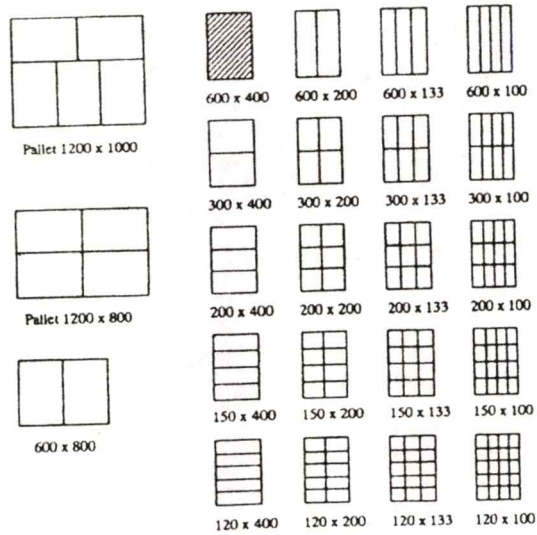 Pallet 1200 x 1000
Pallet 1200 x 800
600 x 800
600 x 400 600 x 200 600 x 133 600 x 100
300 x 400 300 x 200 300 x 133 300 x 100
200 x 400 200 x 200 200 x 133 200 x 100
150 x 400 150 x 200 150 x 133 150 x 100
120 x 400 120 x 200 120 x 133 120 x 100